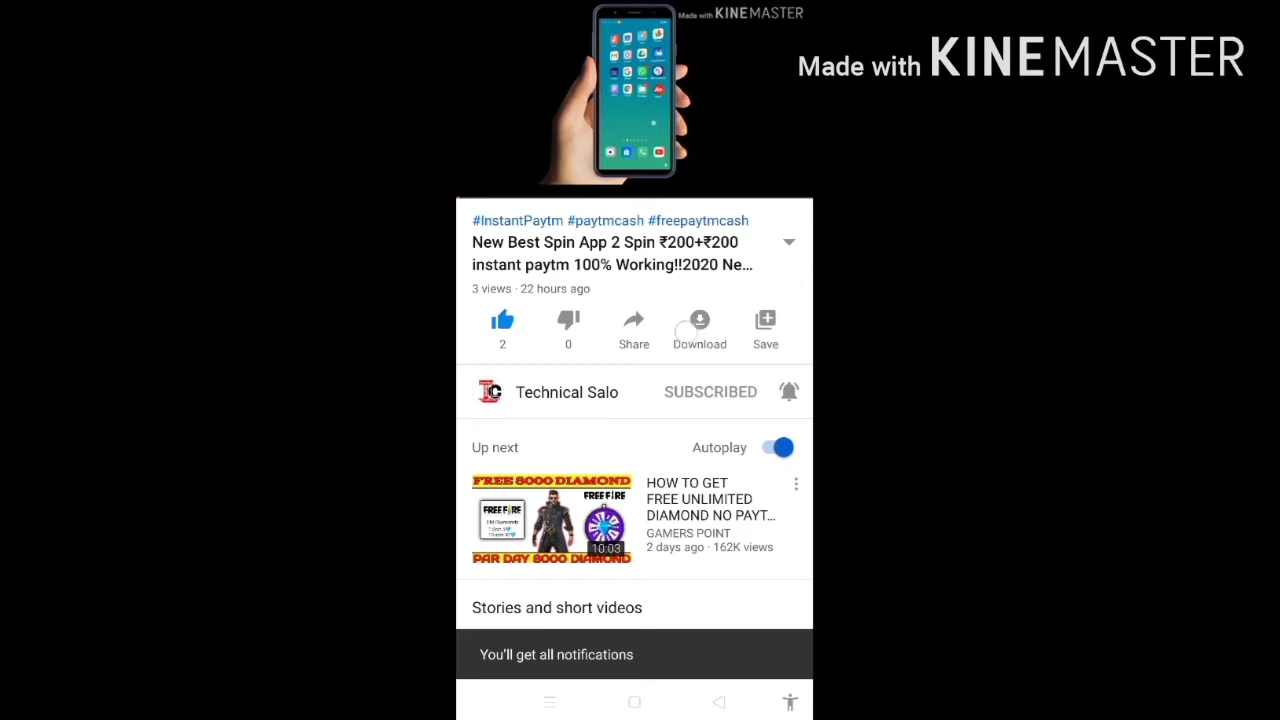 Made with KINEMASTER
Made with KINEMASTER
#InstantPaytm #paytmcash #freepaytmcash
New Best Spin App 2 Spin ₹200+₹200
instant paytm 100% Working!!2020 Ne...
3 views · 22 hours ago
2
0
Share
Download
Save
Technical Salo
SUBSCRIBED
Up next
Autoplay
FREE 8000 DIAMOND
FREE FIRE
FREE FIRE
10:03
PAR DAY 8000 DIAMOND
HOW TO GET
FREE UNLIMITED
DIAMOND NO PAYT...
GAMERS POINT
2 days ago · 162K views
Stories and short videos
You'll get all notifications